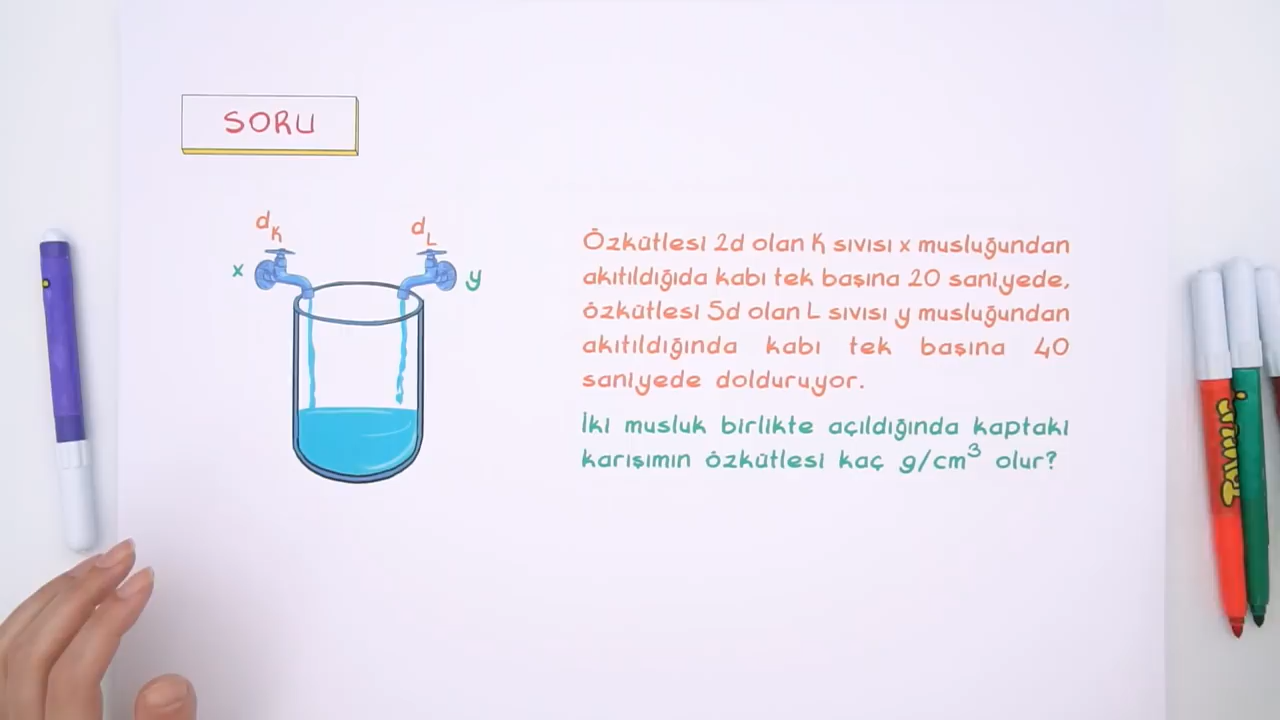 SORU
dK
dL
x
y
Özkütlesi 2d olan K sıvısı x musluğundan
akıtıldığıda kabı tek başına 20 saniyede,
özkütlesi 5d olan L sıvısı y musluğundan
akıtıldığında kabı tek başına 40
saniyede dolduruyor.
İki musluk birlikte açıldığında kaptaki
karışımın özkütlesi kaç g/cm³ olur?